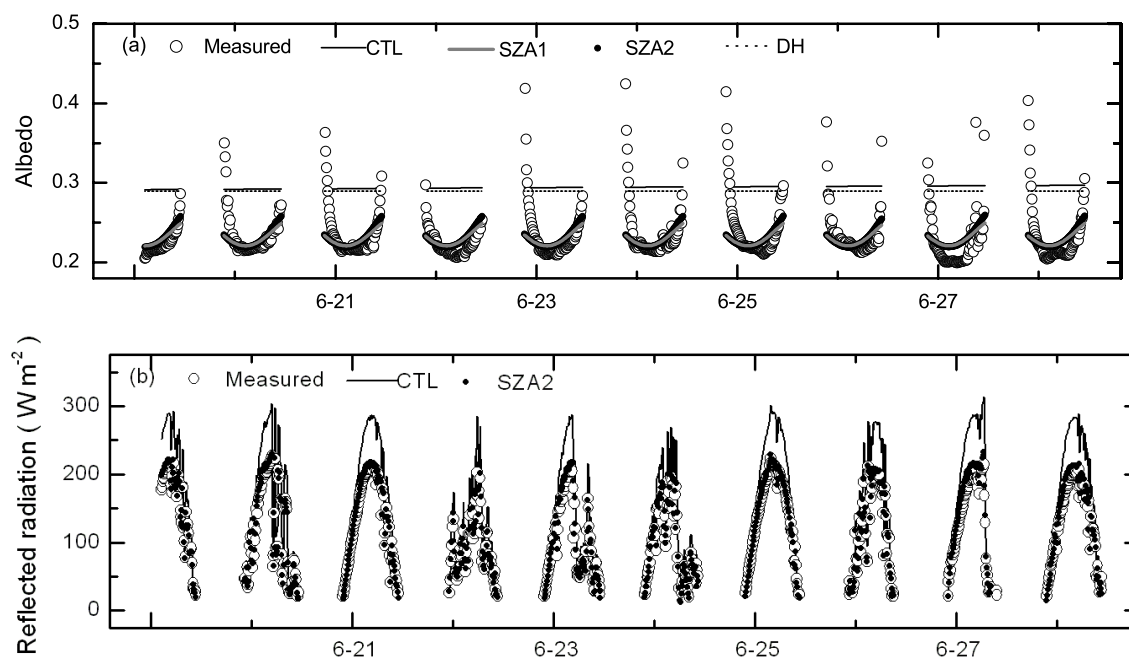 0.5
(a) Measured CTL SZA1 SZA2 DH
0.4
Albedo
0.3
0.2
6-21 6-23 6-25 6-27
(b) Measured CTL SZA2
300
Reflected radiation ( W m-2 )
200
100
0
6-21 6-23 6-25 6-27